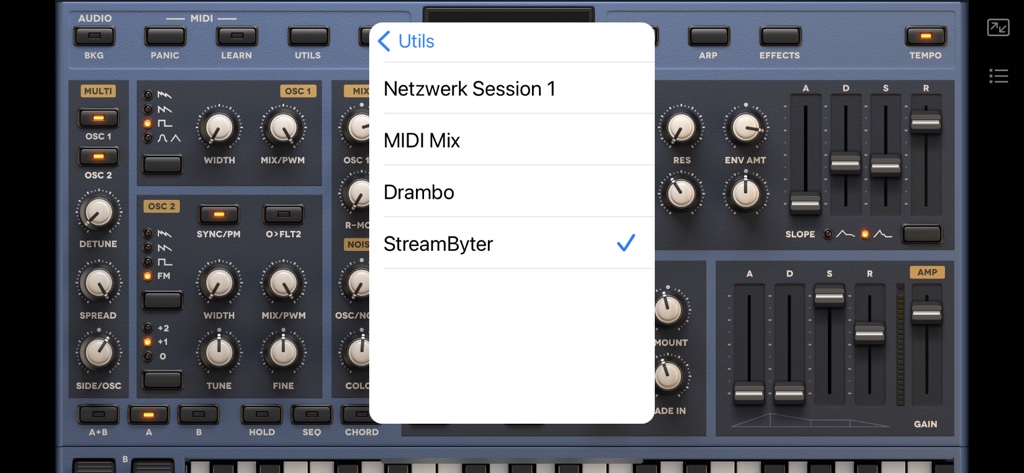 AUDIO
MIDI
BKG
PANIC
LEARN
UTILS
ARP
EFFECTS
TEMPO
Utils
Netzwerk Session 1
MIDI Mix
Drambo
StreamByter
MULTI
OSC 1
OSC 2
DETUNE
SPREAD
SIDE/OSC
OSC 1
WIDTH
MIX/PWM
OSC 2
SYNC/PM
O>FLT2
FM
WIDTH
MIX/PWM
+2
+1
0
TUNE
FINE
MIX
OSC 1
R-MO
NOIS
OSC/NO
COLO
RES
ENV AMT
A
D
S
R
SLOPE
MOUNT
ADE IN
A
D
S
R
AMP
GAIN
A+B
A
B
HOLD
SEQ
CHORD
B